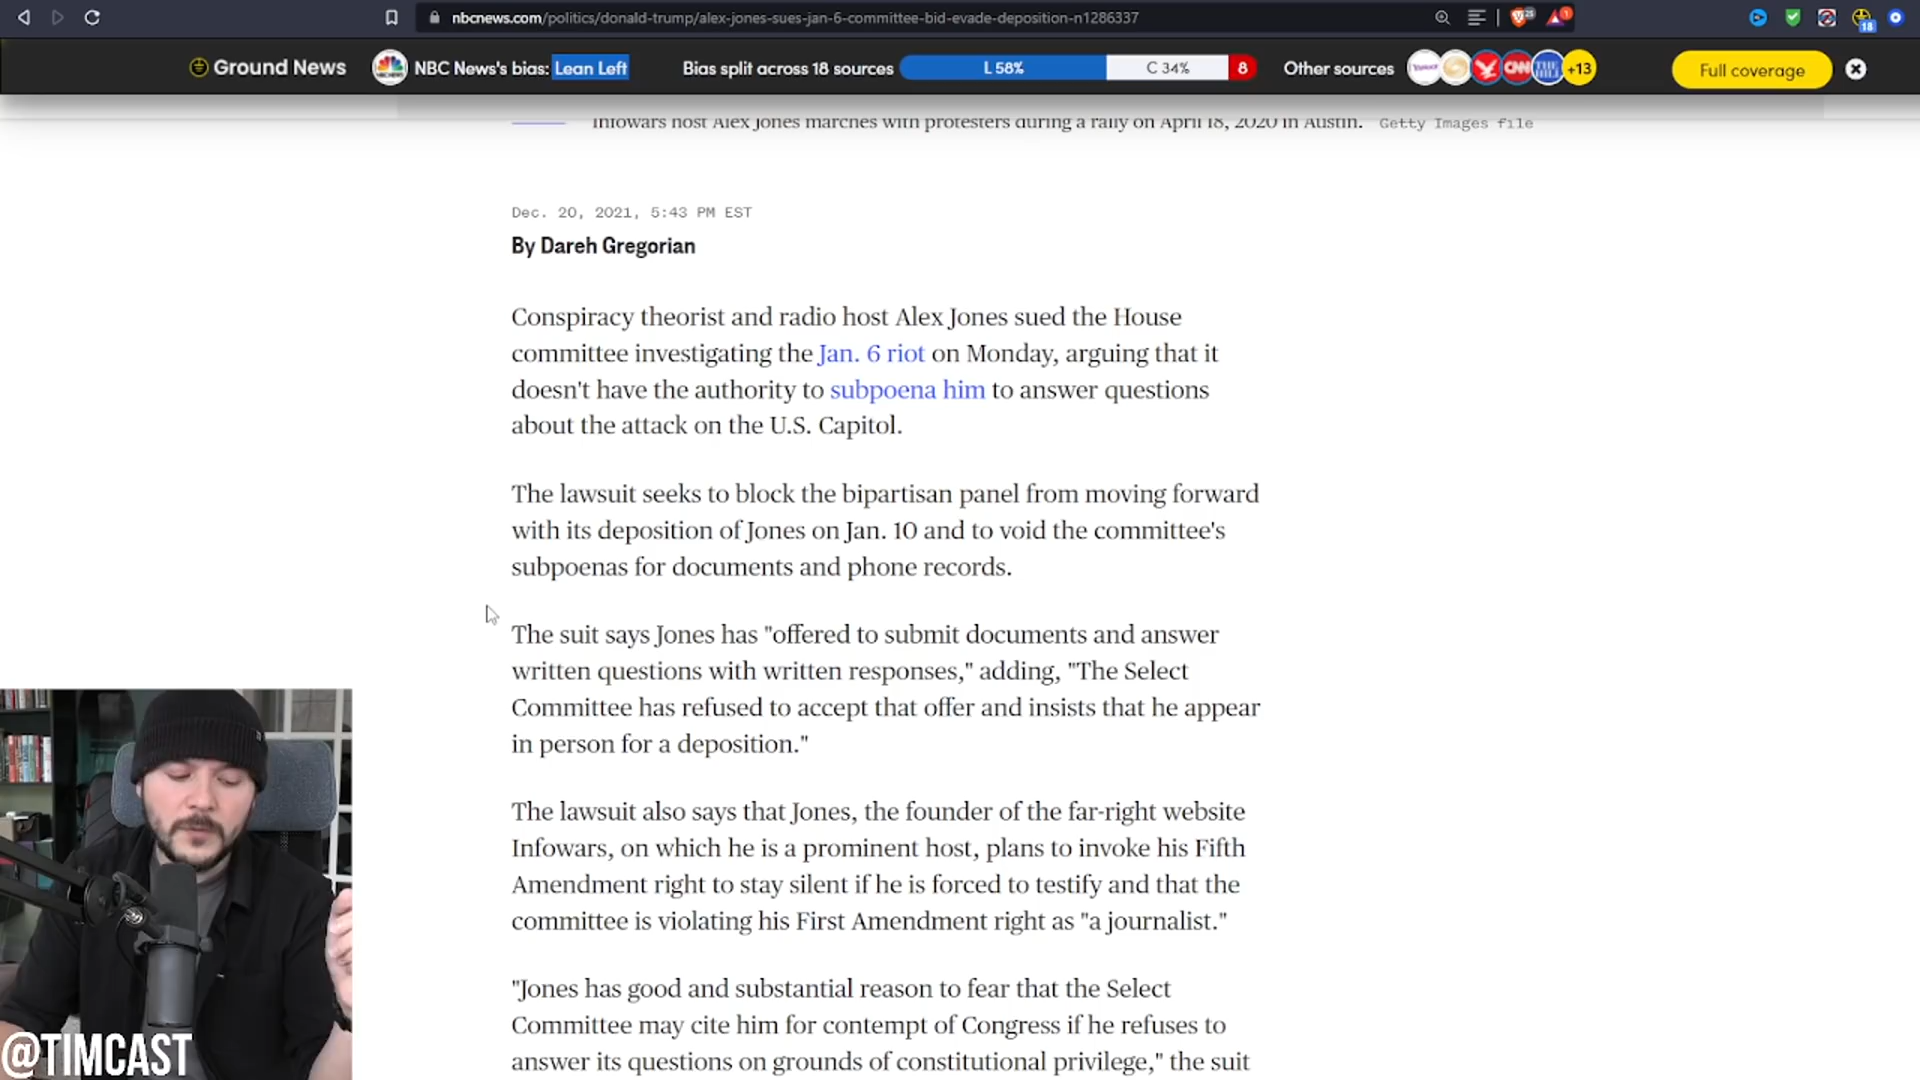 nbcnews.com/politics/donald-trump/alex-jones-sues-jan-6-committee-bid-evade-deposition-n1286337
25
1
18
Ground News
NBC News's bias: Lean Left
Bias split across 18 sources
L 58%
C 34%
8
Other sources
CNN
+13
Full coverage
Infowars host Alex Jones marches with protesters during a rally on April 18, 2020 in Austin. Getty Images file
Dec. 20, 2021, 5:43 PM EST
By Dareh Gregorian
Conspiracy theorist and radio host Alex Jones sued the House
committee investigating the Jan. 6 riot on Monday, arguing that it
doesn't have the authority to subpoena him to answer questions
about the attack on the U.S. Capitol.
The lawsuit seeks to block the bipartisan panel from moving forward
with its deposition of Jones on Jan. 10 and to void the committee's
subpoenas for documents and phone records.
The suit says Jones has "offered to submit documents and answer
written questions with written responses," adding, "The Select
Committee has refused to accept that offer and insists that he appear
in person for a deposition."
The lawsuit also says that Jones, the founder of the far-right website
Infowars, on which he is a prominent host, plans to invoke his Fifth
Amendment right to stay silent if he is forced to testify and that the
committee is violating his First Amendment right as "a journalist."
"Jones has good and substantial reason to fear that the Select
Committee may cite him for contempt of Congress if he refuses to
answer its questions on grounds of constitutional privilege," the suit
@TIMCAST